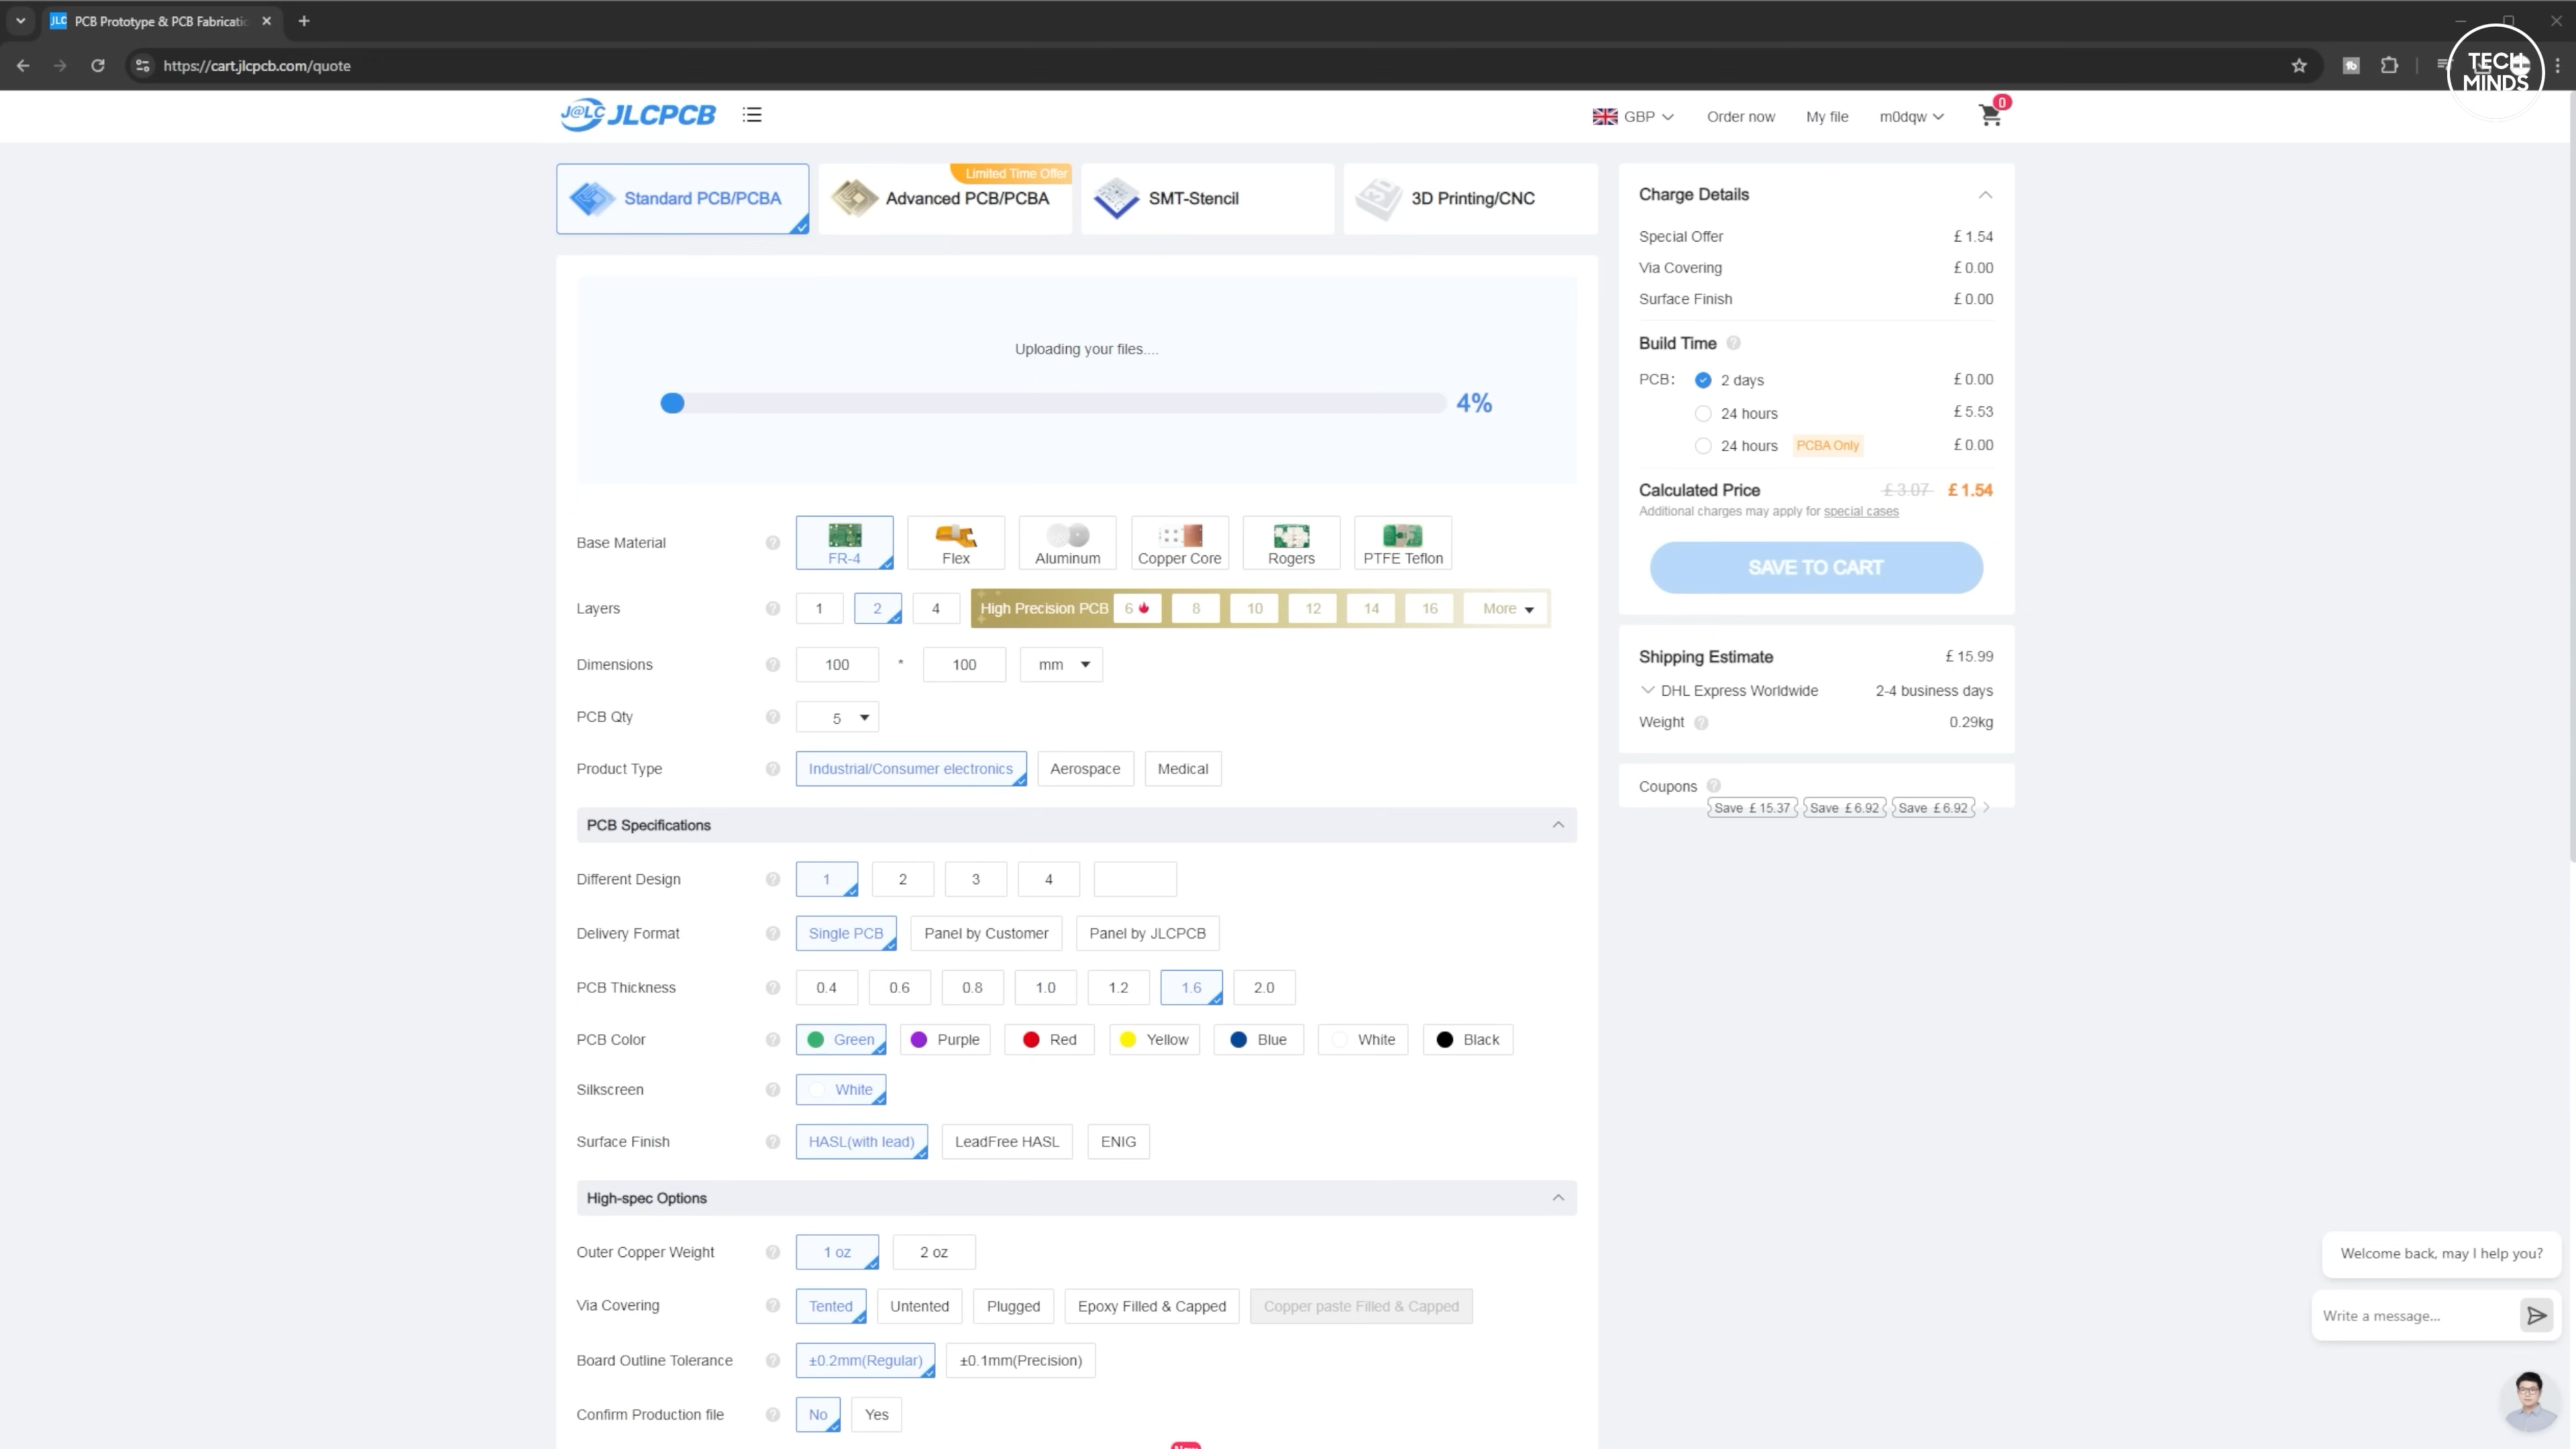 JLC PCB Prototype & PCB Fabricatio
https://cart.jlcpcb.com/quote
TECH
MINDS
J@LC JLCPCB
GBP Order now My file m0dqw 0
Standard PCB/PCBA
Limited Time Offer
Advanced PCB/PCBA
SMT-Stencil
3D Printing/CNC
Uploading your files....
4%
Base Material ? FR-4 Flex Aluminum Copper Core Rogers PTFE Teflon
Layers ? 1 2 4 High Precision PCB 6 8 10 12 14 16 More
Dimensions ? 100 * 100 mm
PCB Qty ? 5
Product Type ? Industrial/Consumer electronics Aerospace Medical
PCB Specifications
Different Design ? 1 2 3 4
Delivery Format ? Single PCB Panel by Customer Panel by JLCPCB
PCB Thickness ? 0.4 0.6 0.8 1.0 1.2 1.6 2.0
PCB Color ? Green Purple Red Yellow Blue White Black
Silkscreen ? White
Surface Finish ? HASL(with lead) LeadFree HASL ENIG
High-spec Options
Outer Copper Weight ? 1 oz 2 oz
Via Covering ? Tented Untented Plugged Epoxy Filled & Capped Copper paste Filled & Capped
Board Outline Tolerance ? ±0.2mm(Regular) ±0.1mm(Precision)
Confirm Production file ? No Yes
Charge Details
Special Offer £ 1.54
Via Covering £ 0.00
Surface Finish £ 0.00
Build Time ?
PCB: 2 days £ 0.00
24 hours £ 5.53
24 hours PCBA Only £ 0.00
Calculated Price £ 3.07 £ 1.54
Additional charges may apply for special cases
SAVE TO CART
Shipping Estimate £ 15.99
DHL Express Worldwide 2-4 business days
Weight ? 0.29kg
Coupons ?
Save £ 15.37 Save £ 6.92 Save £ 6.92
Welcome back, may I help you?
Write a message...